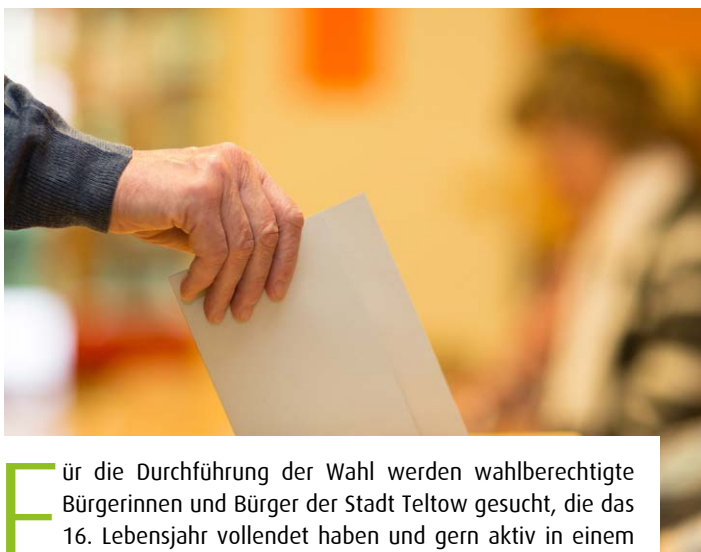 Für die Durchführung der Wahl werden wahlberechtigte
Bürgerinnen und Bürger der Stadt Teltow gesucht, die das
16. Lebensjahr vollendet haben und gern aktiv in einem